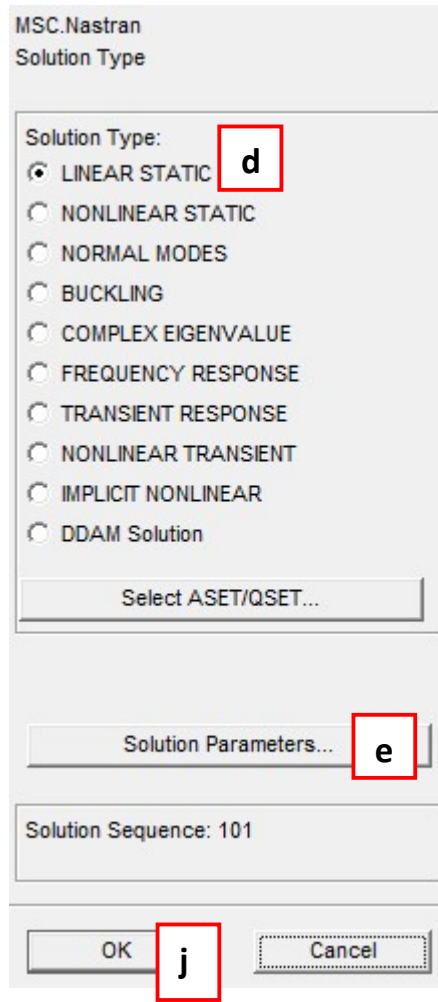 MSC.Nastran
Solution Type
Solution Type:
d
LINEAR STATIC
NONLINEAR STATIC
NORMAL MODES
BUCKLING
COMPLEX EIGENVALUE
FREQUENCY RESPONSE
TRANSIENT RESPONSE
NONLINEAR TRANSIENT
IMPLICIT NONLINEAR
DDAM Solution
Select ASET/QSET...
Solution Parameters... e
Solution Sequence: 101
OK j Cancel